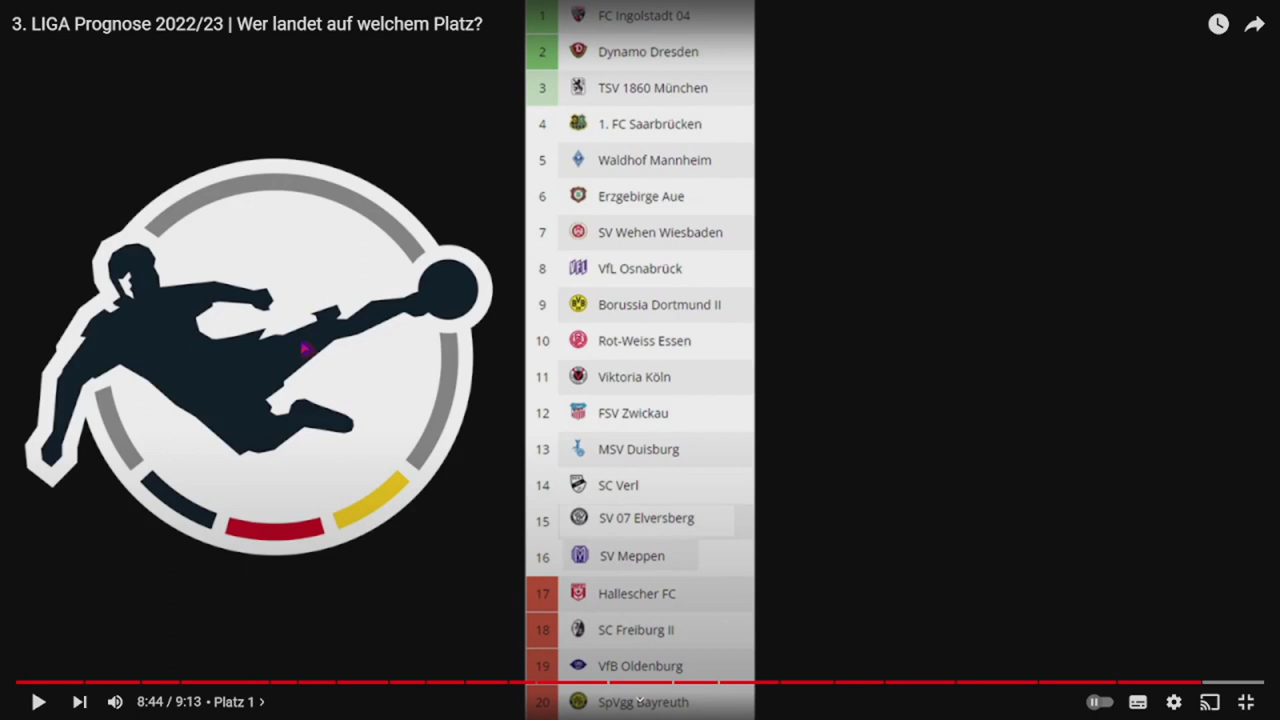 3. LIGA Prognose 2022/23 | Wer landet auf welchem Platz?
1 FC Ingolstadt 04
2 Dynamo Dresden
3 TSV 1860 München
4 1. FC Saarbrücken
5 Waldhof Mannheim
6 Erzgebirge Aue
7 SV Wehen Wiesbaden
8 VfL Osnabrück
9 Borussia Dortmund II
10 Rot-Weiss Essen
11 Viktoria Köln
12 FSV Zwickau
13 MSV Duisburg
14 SC Verl
15 SV 07 Elversberg
16 SV Meppen
17 Hallescher FC
18 SC Freiburg II
19 VfB Oldenburg
20 SpVgg Bayreuth
8:44 / 9:13 • Platz 1 >